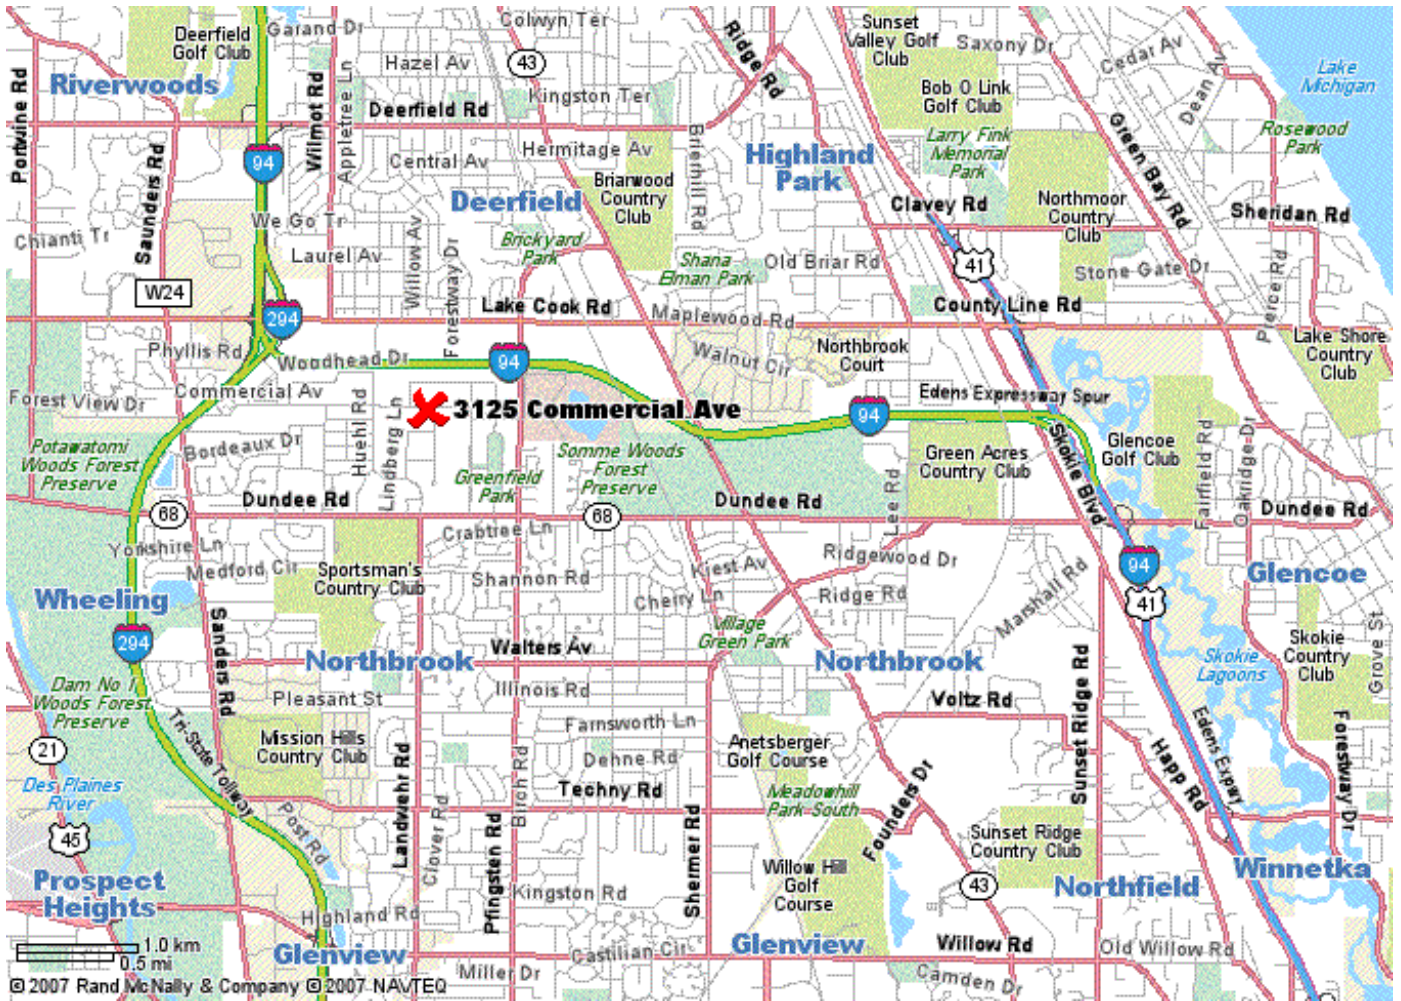 Deerfield
Golf Club
Garand Dr
Colwyn Ter
Sunset
Valley Golf
Club
Saxony Dr
Cedar Av
Lake
Michigan
Riverwoods
Hazel Av
43
Ridge Rd
Dean Av
Portwine Rd
Wilmot Rd
Appletree Ln
Deerfield Rd
Kingston Ter
Bob O Link
Golf Club
Green Bay Rd
Rosewood
Park
94
Central Av
Hermitage Av
Brierhill Rd
Highland
Park
Larry Fink
Memorial
Park
Saunders Rd
Deerfield
Briarwood
Country
Club
Clavey Rd
Northmoor
Country
Club
Sheridan Rd
Chianti Tr
We Go Tr
Laurel Av
Willow Av
Forestway Dr
Brickyard
Park
Shana
Elman Park
Old Briar Rd
41
Stone Gate Dr
Pierce Rd
W24
294
Lake Cook Rd
Maplewood Rd
County Line Rd
Phyllis Rd
Woodhead Dr
94
Walnut Cir
Northbrook
Court
Lake Shore
Country
Club
Forest View Dr
Commercial Av
Huehl Rd
Lindberg Ln
3125 Commercial Ave
94
Edens Expressway Spur
Potawatomi
Woods Forest
Preserve
Bordeaux Dr
Greenfield
Park
Somme Woods
Forest
Preserve
Green Acres
Country Club
Skokie Blvd
Glencoe
Golf Club
Fairfield Rd
Oakridge Dr
68
Dundee Rd
68
Dundee Rd
Lee Rd
Dundee Rd
Yorkshire Ln
Medford Cir
Crabtree Ln
Sportsman's
Country Club
Shannon Rd
Kiest Av
Ridgewood Dr
94
Glencoe
Wheeling
Cherry Ln
Ridge Rd
Marshall Rd
41
294
Sanders Rd
Northbrook
Walters Av
Village
Green Park
Northbrook
Skokie
Lagoons
Skokie
Country
Club
Grove St
Dam No 1
Woods Forest
Preserve
Pleasant St
Illinois Rd
Voltz Rd
Sunset Ridge Rd
21
Tri-State Tollway
Mission Hills
Country Club
Farnsworth Ln
Dehne Rd
Anetsberger
Golf Course
Happ Rd
Edens Expwy
Forestway Dr
Des Plaines
River
Post Rd
Landwehr Rd
Clover Rd
Birch Rd
Techny Rd
Meadowhill
Park South
Founders Dr
45
Pfingsten Rd
Shermer Rd
Sunset Ridge
Country Club
Prospect
Heights
Kingston Rd
Willow Hill
Golf
Course
43
Northfield
Winnetka
Highland Rd
Glenview
Castilian Cir
Glenview
Willow Rd
Old Willow Rd
1.0 km
0.5 mi
Miller Dr
Camden Dr
© 2007 Rand McNally & Company © 2007 NAVTEQ